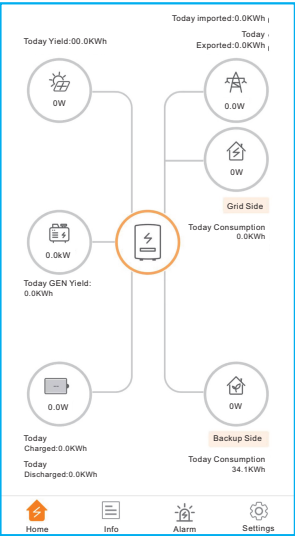 Today imported:0.0KWh
Today
Exported:0.0KWh
Today Yield:00.0KWh
0W
0.0W
0W
Grid Side
Today Consumption
0.0KWh
0.0kW
Today GEN Yield:
0.0KWh
0.0W
0W
Today
Charged:0.0KWh
Backup Side
Today
Discharged:0.0KWh
Today Consumption
34.1KWh
Home
Info
Alarm
Settings